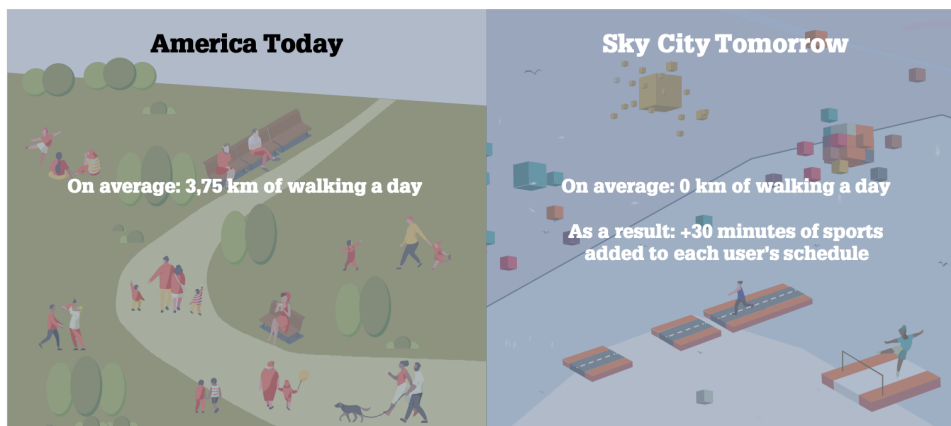 America Today
On average: 3,75 km of walking a day
Sky City Tomorrow
On average: 0 km of walking a day
As a result: +30 minutes of sports
added to each user's schedule